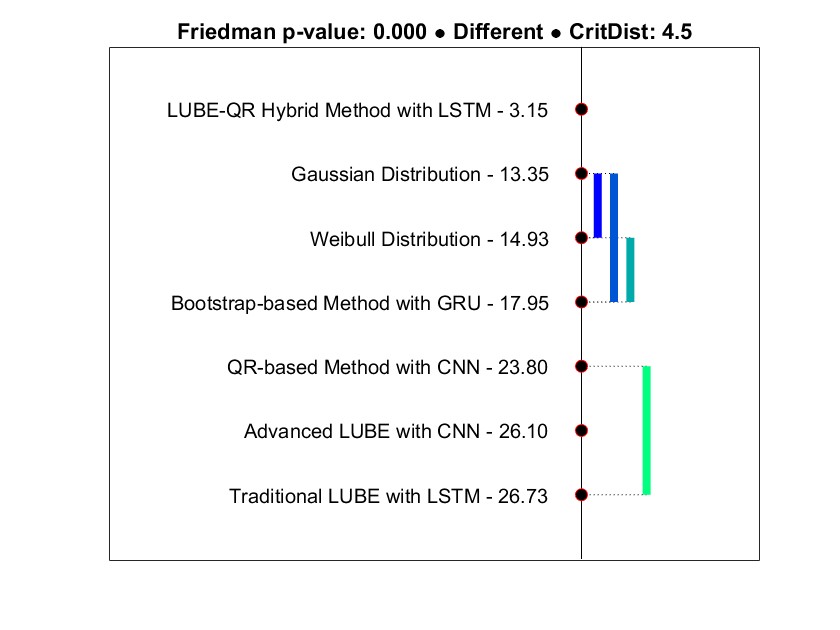 Friedman p-value: 0.000 ● Different ● CritDist: 4.5
LUBE-QR Hybrid Method with LSTM - 3.15
Gaussian Distribution - 13.35
Weibull Distribution - 14.93
Bootstrap-based Method with GRU - 17.95
QR-based Method with CNN - 23.80
Advanced LUBE with CNN - 26.10
Traditional LUBE with LSTM - 26.73